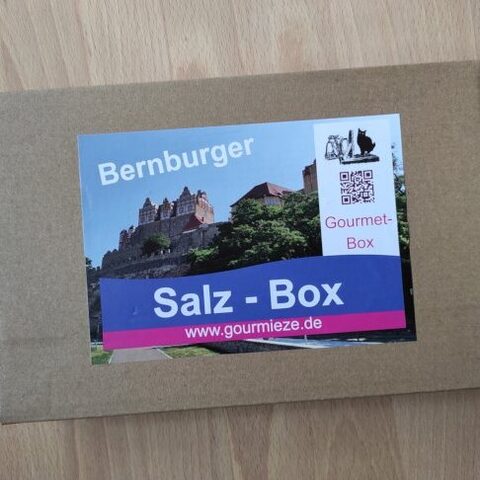 Bernburger
Gourmet-
Box
Salz - Box
www.gourmieze.de